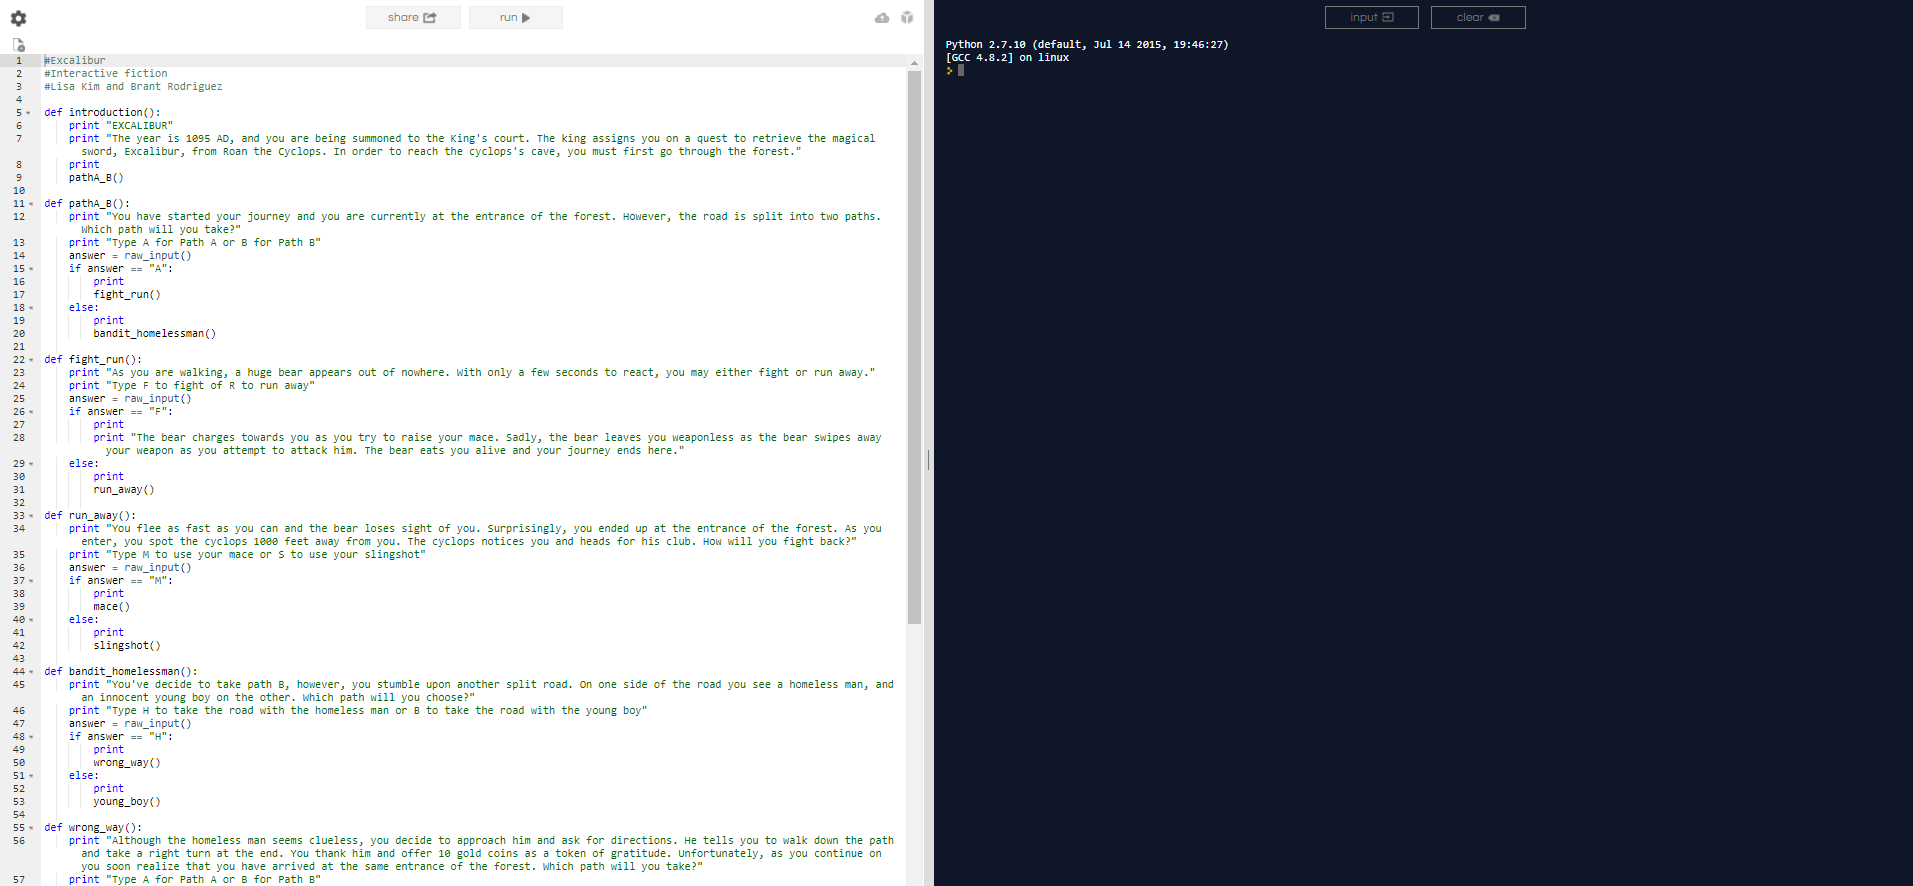 share
run
input
clear
1 #Excalibur
2 #Interactive fiction
3 #Lisa Kim and Brant Rodriguez
4
5 def introduction():
6 print "EXCALIBUR"
7 print "The year is 1095 AD, and you are being summoned to the King's court. The king assigns you on a quest to retrieve the magical
sword, Excalibur, from Roan the Cyclops. In order to reach the cyclops's cave, you must first go through the forest."
8 print
9 pathA_B()
10
11 def pathA_B():
12 print "You have started your journey and you are currently at the entrance of the forest. However, the road is split into two paths.
Which path will you take?"
13 print "Type A for Path A or B for Path B"
14 answer = raw_input()
15 if answer == "A":
16 print
17 fight_run()
18 else:
19 print
20 bandit_homelessman()
21
22 def fight_run():
23 print "As you are walking, a huge bear appears out of nowhere. With only a few seconds to react, you may either fight or run away."
24 print "Type F to fight of R to run away"
25 answer = raw_input()
26 if answer == "F":
27 print
28 print "The bear charges towards you as you try to raise your mace. Sadly, the bear leaves you weaponless as the bear swipes away
your weapon as you attempt to attack him. The bear eats you alive and your journey ends here."
29 else:
30 print
31 run_away()
32
33 def run_away():
34 print "You flee as fast as you can and the bear loses sight of you. Surprisingly, you ended up at the entrance of the forest. As you
enter, you spot the cyclops 1000 feet away from you. The cyclops notices you and heads for his club. How will you fight back?"
35 print "Type M to use your mace or S to use your slingshot"
36 answer = raw_input()
37 if answer == "M":
38 print
39 mace()
40 else:
41 print
42 slingshot()
43
44 def bandit_homelessman():
45 print "You've decide to take path B, however, you stumble upon another split road. On one side of the road you see a homeless man, and
an innocent young boy on the other. Which path will you choose?"
46 print "Type H to take the road with the homeless man or B to take the road with the young boy"
47 answer = raw_input()
48 if answer == "H":
49 print
50 wrong_way()
51 else:
52 print
53 young_boy()
54
55 def wrong_way():
56 print "Although the homeless man seems clueless, you decide to approach him and ask for directions. He tells you to walk down the path
and take a right turn at the end. You thank him and offer 10 gold coins as a token of gratitude. Unfortunately, as you continue on
you soon realize that you have arrived at the same entrance of the forest. Which path will you take?"
57 print "Type A for Path A or B for Path B"
Python 2.7.10 (default, Jul 14 2015, 19:46:27)
[GCC 4.8.2] on linux